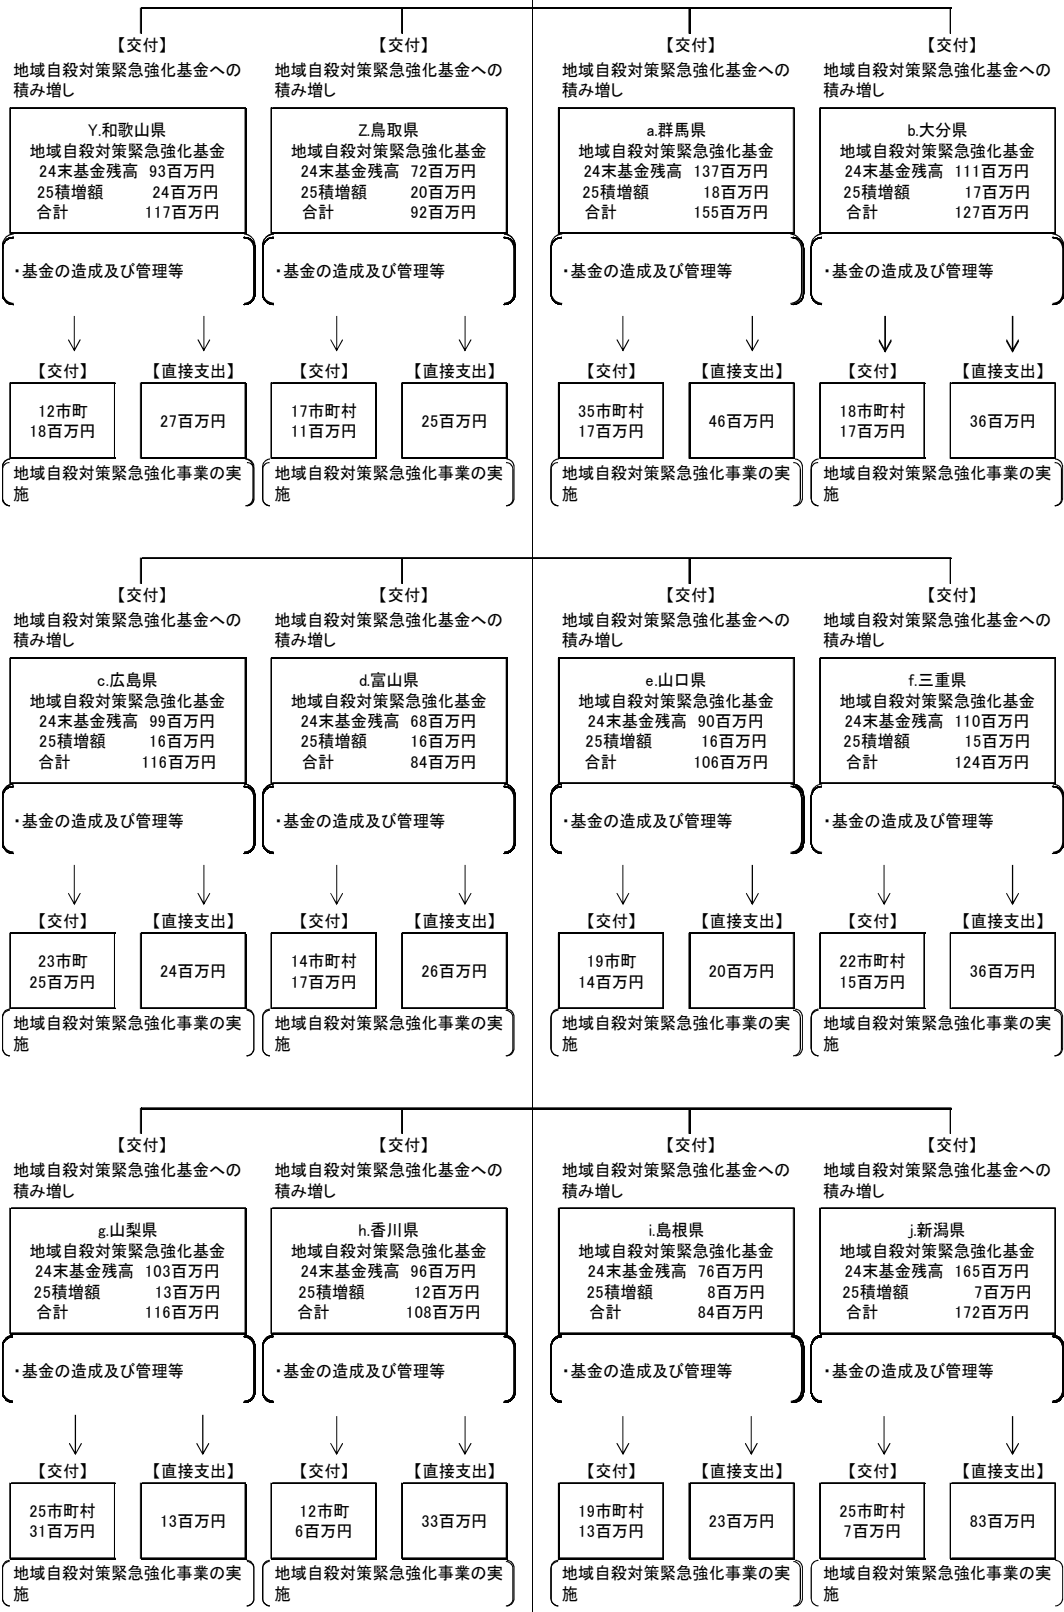 【交付】
地域自殺対策緊急強化基金への
積み増し
Y.和歌山県
地域自殺対策緊急強化基金
24末基金残高 93百万円
25積増額 24百万円
合計 117百万円
・基金の造成及び管理等
【交付】
12市町
18百万円
【直接支出】
27百万円
地域自殺対策緊急強化事業の実
施
【交付】
地域自殺対策緊急強化基金への
積み増し
Z.鳥取県
地域自殺対策緊急強化基金
24末基金残高 72百万円
25積増額 20百万円
合計 92百万円
・基金の造成及び管理等
【交付】
17市町村
11百万円
【直接支出】
25百万円
地域自殺対策緊急強化事業の実
施
【交付】
地域自殺対策緊急強化基金への
積み増し
a.群馬県
地域自殺対策緊急強化基金
24末基金残高 137百万円
25積増額 18百万円
合計 155百万円
・基金の造成及び管理等
【交付】
35市町村
17百万円
【直接支出】
46百万円
地域自殺対策緊急強化事業の実
施
【交付】
地域自殺対策緊急強化基金への
積み増し
b.大分県
地域自殺対策緊急強化基金
24末基金残高 111百万円
25積増額 17百万円
合計 127百万円
・基金の造成及び管理等
【交付】
18市町村
17百万円
【直接支出】
36百万円
地域自殺対策緊急強化事業の実
施
【交付】
地域自殺対策緊急強化基金への
積み増し
c.広島県
地域自殺対策緊急強化基金
24末基金残高 99百万円
25積増額 16百万円
合計 116百万円
・基金の造成及び管理等
【交付】
23市町
25百万円
【直接支出】
24百万円
地域自殺対策緊急強化事業の実
施
【交付】
地域自殺対策緊急強化基金への
積み増し
d.富山県
地域自殺対策緊急強化基金
24末基金残高 68百万円
25積増額 16百万円
合計 84百万円
・基金の造成及び管理等
【交付】
14市町村
17百万円
【直接支出】
26百万円
地域自殺対策緊急強化事業の実
施
【交付】
地域自殺対策緊急強化基金への
積み増し
e.山口県
地域自殺対策緊急強化基金
24末基金残高 90百万円
25積増額 16百万円
合計 106百万円
・基金の造成及び管理等
【交付】
19市町
14百万円
【直接支出】
20百万円
地域自殺対策緊急強化事業の実
施
【交付】
地域自殺対策緊急強化基金への
積み増し
f.三重県
地域自殺対策緊急強化基金
24末基金残高 110百万円
25積増額 15百万円
合計 124百万円
・基金の造成及び管理等
【交付】
22市町村
15百万円
【直接支出】
36百万円
地域自殺対策緊急強化事業の実
施
【交付】
地域自殺対策緊急強化基金への
積み増し
g.山梨県
地域自殺対策緊急強化基金
24末基金残高 103百万円
25積増額 13百万円
合計 116百万円
・基金の造成及び管理等
【交付】
25市町村
31百万円
【直接支出】
13百万円
地域自殺対策緊急強化事業の実
施
【交付】
地域自殺対策緊急強化基金への
積み増し
h.香川県
地域自殺対策緊急強化基金
24末基金残高 96百万円
25積増額 12百万円
合計 108百万円
・基金の造成及び管理等
【交付】
12市町
6百万円
【直接支出】
33百万円
地域自殺対策緊急強化事業の実
施
【交付】
地域自殺対策緊急強化基金への
積み増し
i.島根県
地域自殺対策緊急強化基金
24末基金残高 76百万円
25積増額 8百万円
合計 84百万円
・基金の造成及び管理等
【交付】
19市町村
13百万円
【直接支出】
23百万円
地域自殺対策緊急強化事業の実
施
【交付】
地域自殺対策緊急強化基金への
積み増し
j.新潟県
地域自殺対策緊急強化基金
24末基金残高 165百万円
25積増額 7百万円
合計 172百万円
・基金の造成及び管理等
【交付】
25市町村
7百万円
【直接支出】
83百万円
地域自殺対策緊急強化事業の実
施